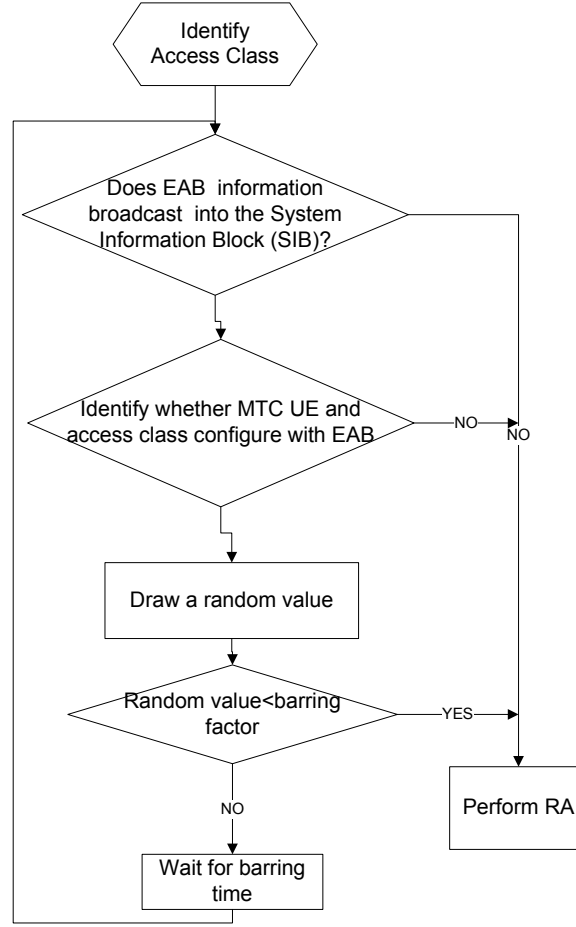 Identify
Access Class
Does EAB information
broadcast into the System
Information Block (SIB)?
Identify whether MTC UE and
access class configure with EAB
NO
NO
Draw a random value
Random value<barring
factor
YES
NO
Perform RA
Wait for barring
time